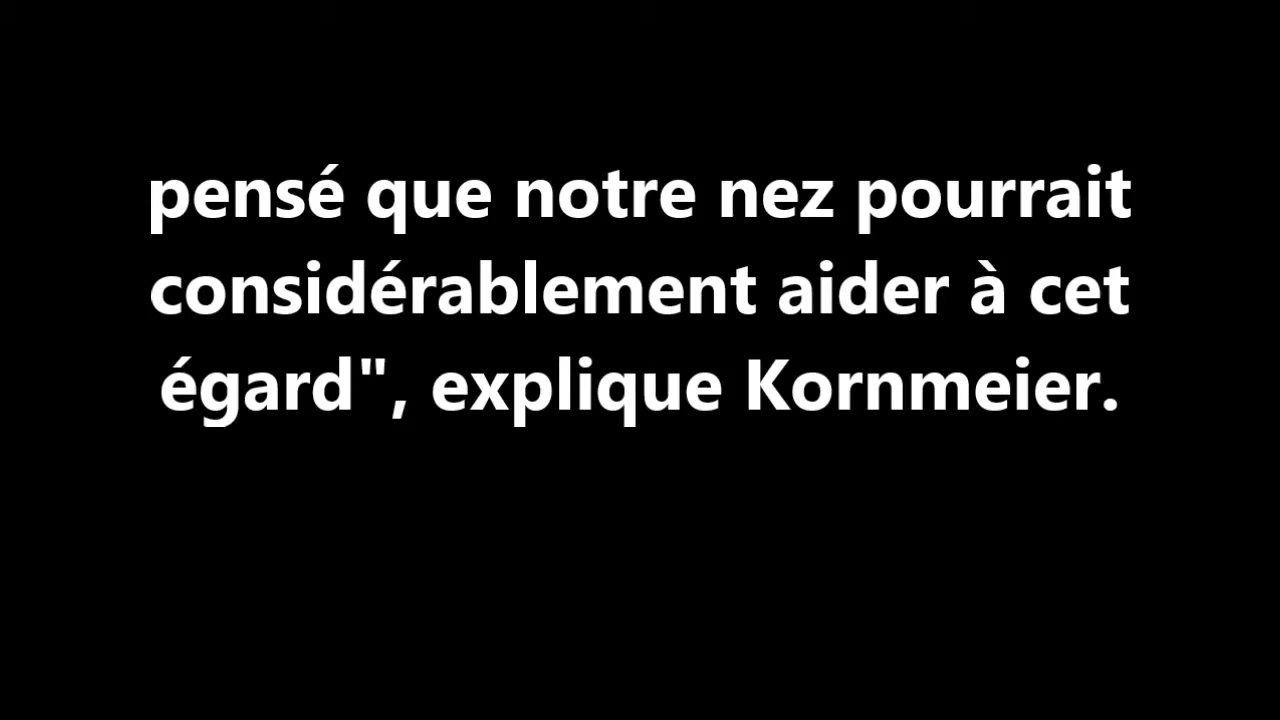 pensé que notre nez pourrait
considérablement aider à cet
égard", explique Kornmeier.